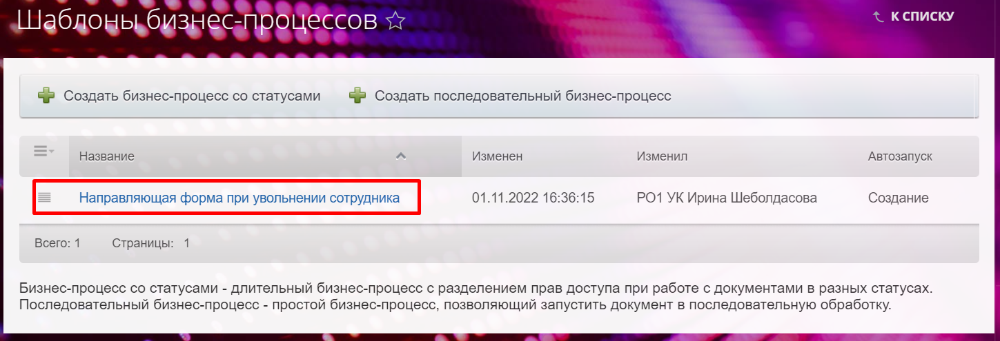 Шаблоны бизнес-процессов
К СПИСКУ
Создать бизнес-процесс со статусами Создать последовательный бизнес-процесс
Название Изменен Изменил Автозапуск
Направляющая форма при увольнении сотрудника 01.11.2022 16:36:15 РО1 УК Ирина Шеболдасова Создание
Всего: 1 Страницы: 1
Бизнес-процесс со статусами - длительный бизнес-процесс с разделением прав доступа при работе с документами в разных статусах.
Последовательный бизнес-процесс - простой бизнес-процесс, позволяющий запустить документ в последовательную обработку.